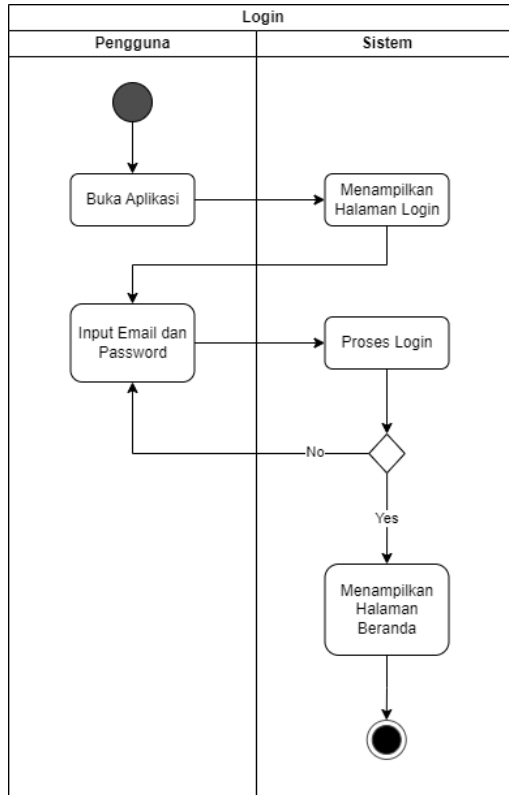 Login
Pengguna
Sistem
Buka Aplikasi
Menampilkan
Halaman Login
Input Email dan
Password
Proses Login
No
Yes
Menampilkan
Halaman
Beranda